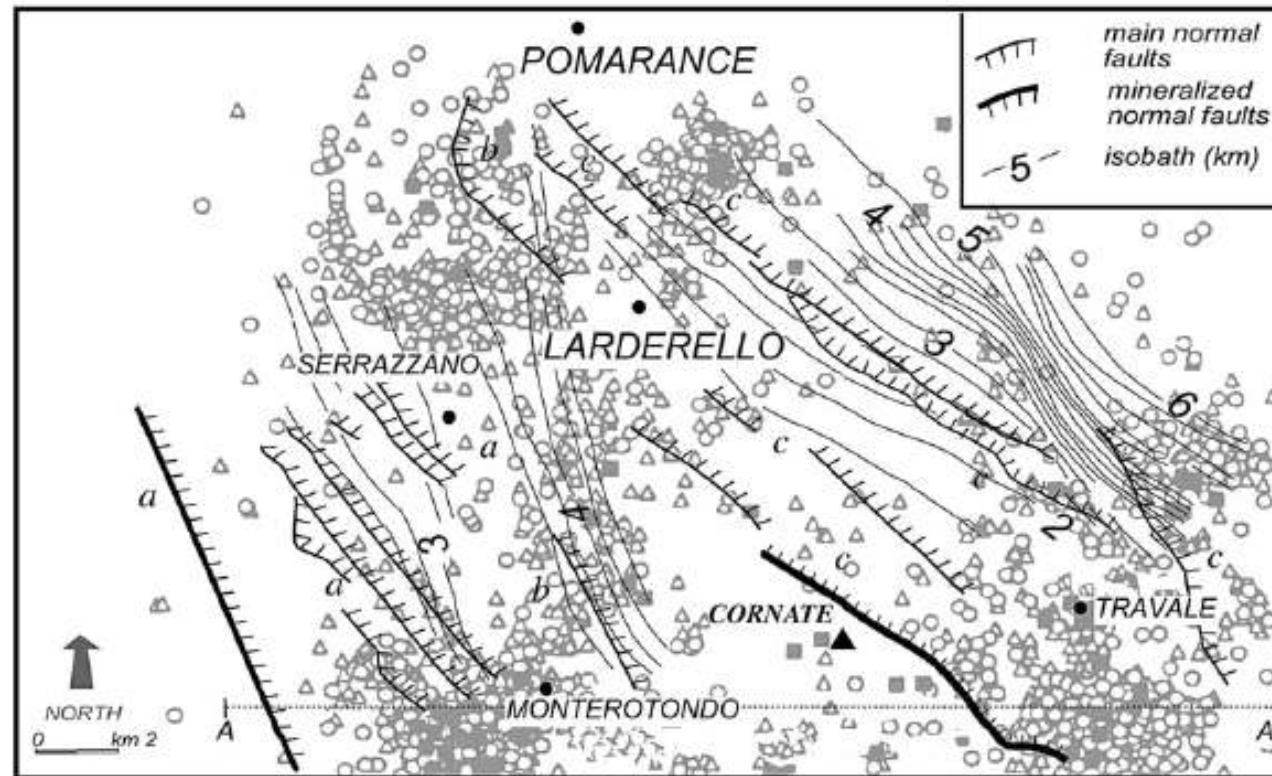 POMARANCE
main normal
faults
mineralized
normal faults
5
isobath (km)
b
c
c
4
5
LARDERELLO
3
SERRAZZANO
6
a
c
a
c
4
2
3
c
c
a
b
CORNATE
TRAVALE
NORTH
MONTEROTONDO
0 km 2
A
A